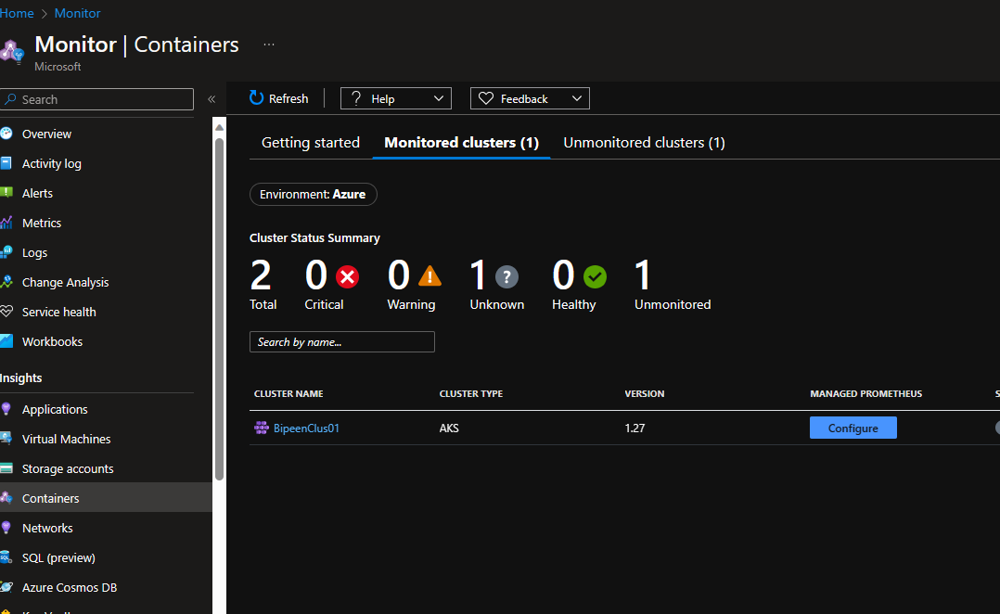 Home > Monitor
Monitor | Containers ...
Microsoft
Search «
Overview
Activity log
Alerts
Metrics
Logs
Change Analysis
Service health
Workbooks
Insights
Applications
Virtual Machines
Storage accounts
Containers
Networks
SQL (preview)
Azure Cosmos DB
Refresh | ? Help Feedback
Getting started Monitored clusters (1) Unmonitored clusters (1)
Environment: Azure
Cluster Status Summary
2 0 0 1 ? 0 1
Total Critical Warning Unknown Healthy Unmonitored
Search by name...
CLUSTER NAME CLUSTER TYPE VERSION MANAGED PROMETHEUS
BipeenClus01 AKS 1.27 Configure